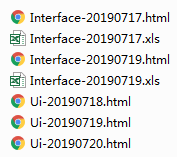 Interface-20190717.html
Interface-20190717.xls
Interface-20190719.html
Interface-20190719.xls
Ui-20190718.html
Ui-20190719.html
Ui-20190720.html